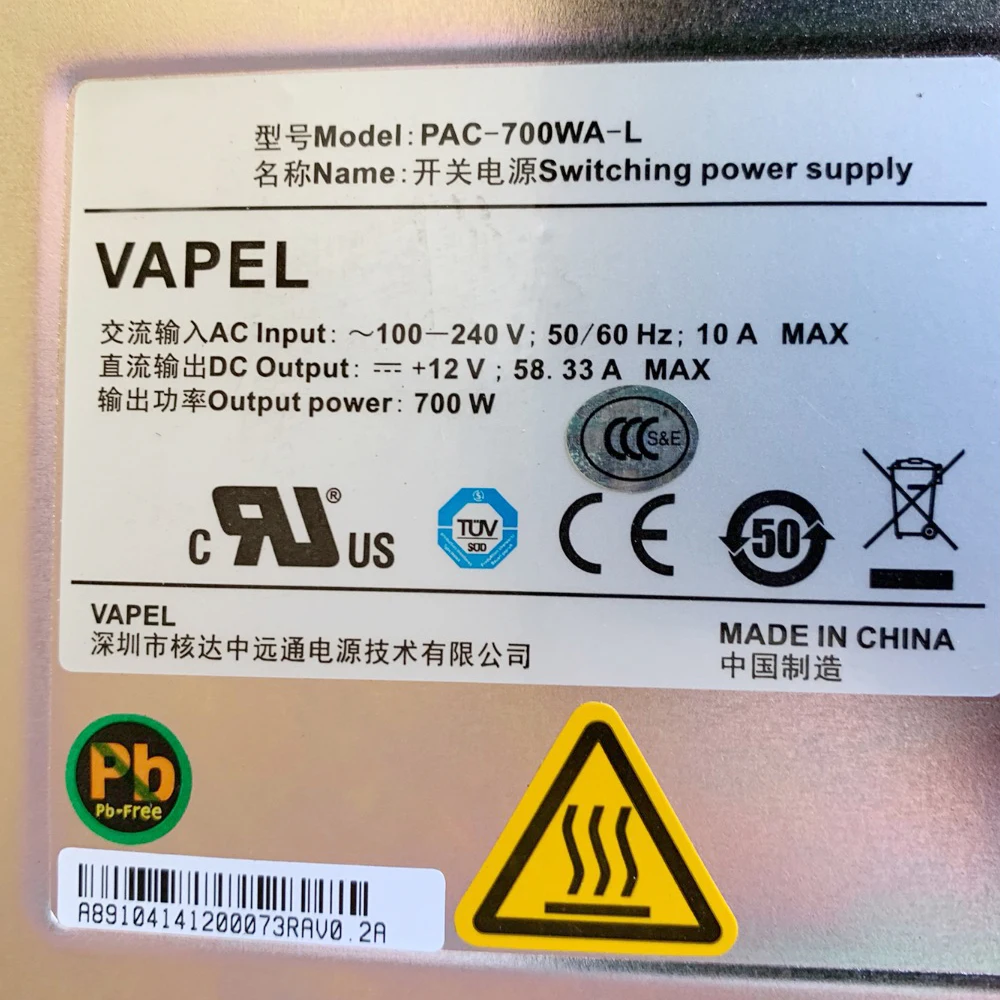 型号Model: PAC-700WA-L
名称Name: 开关电源Switching power supply
VAPEL
交流输入AC Input: ～100－240 V; 50/60 Hz; 10 A MAX
直流输出DC Output: ⎓ +12 V ; 58. 33 A MAX
输出功率Output power: 700 W
CCC S&E
c RU ® US
TÜV
SÜD
CE
50
VAPEL
深圳市核达中远通电源技术有限公司
MADE IN CHINA
中国制造
Pb
Pb-Free
A89104141200073RAV0.2A